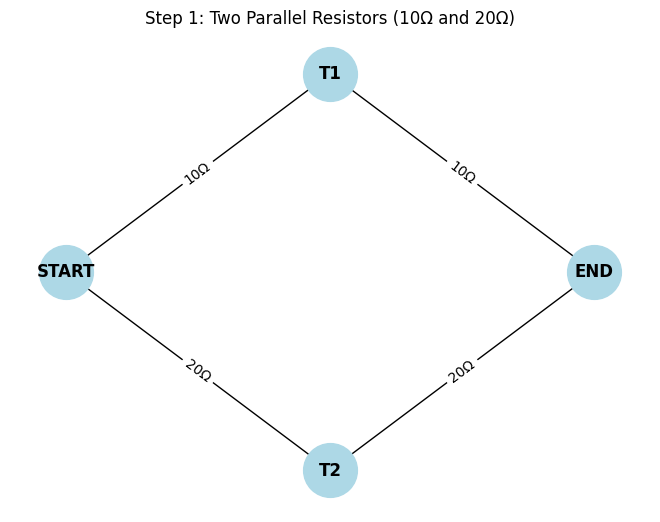 Step 1: Two Parallel Resistors (10Ω and 20Ω)
T1
10Ω
10Ω
START
END
20Ω
20Ω
T2